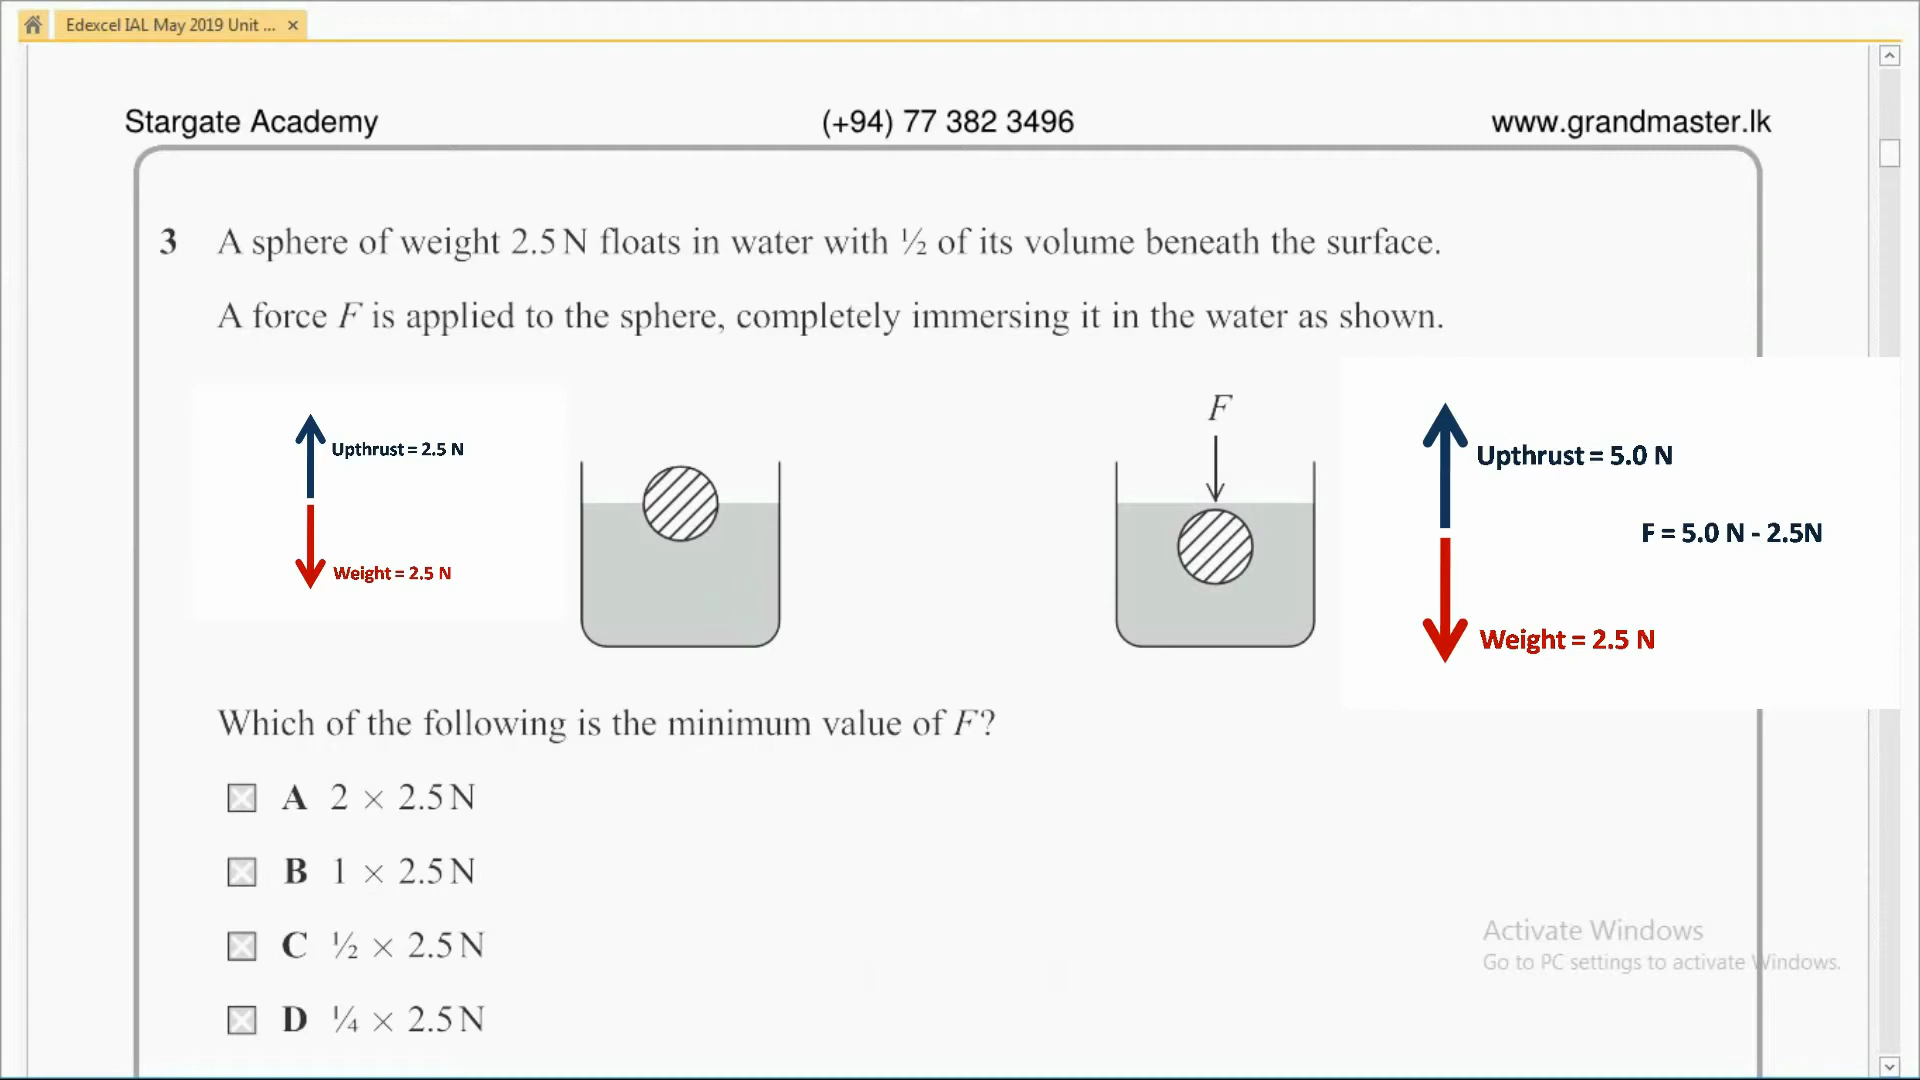 Edexcel IAL May 2019 Unit ...
Stargate Academy (+94) 77 382 3496 www.grandmaster.lk
3 A sphere of weight 2.5 N floats in water with ½ of its volume beneath the surface.
A force F is applied to the sphere, completely immersing it in the water as shown.
Upthrust = 2.5 N
Weight = 2.5 N
F
Upthrust = 5.0 N
F = 5.0 N - 2.5N
Weight = 2.5 N
Which of the following is the minimum value of F?
A 2 × 2.5 N
B 1 × 2.5 N
C ½ × 2.5 N
D ¼ × 2.5 N
Activate Windows
Go to PC settings to activate Windows.